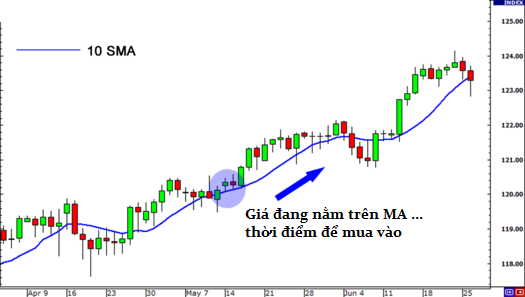 INDEX
125.00
10 SMA
124.00
123.00
122.00
121.00
120.00
Giá đang nằm trên MA ...
thời điểm để mua vào
119.00
118.00
Apr 9 16 23 30 May 7 14 21 28 Jun 4 11 18 25